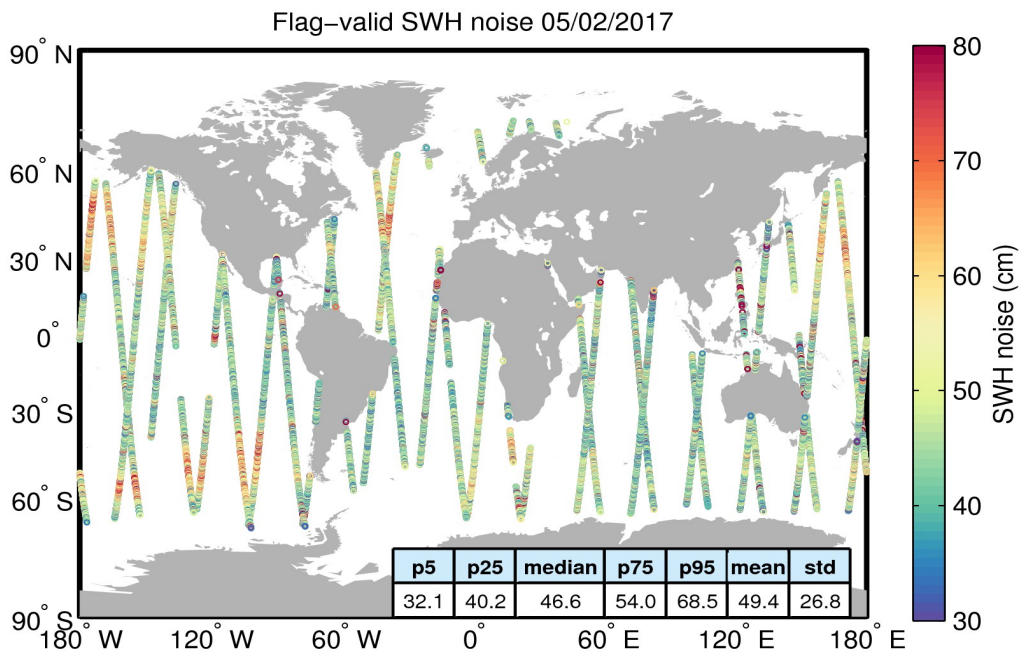 Flag−valid SWH noise 05/02/2017
90° N
60° N
30° N
0°
30° S
60° S
90° S
180° W
120° W
60° W
0°
60° E
120° E
180° E
p5 p25 median p75 p95 mean std
32.1 40.2 46.6 54.0 68.5 49.4 26.8
80
70
60
50
40
30
SWH noise (cm)